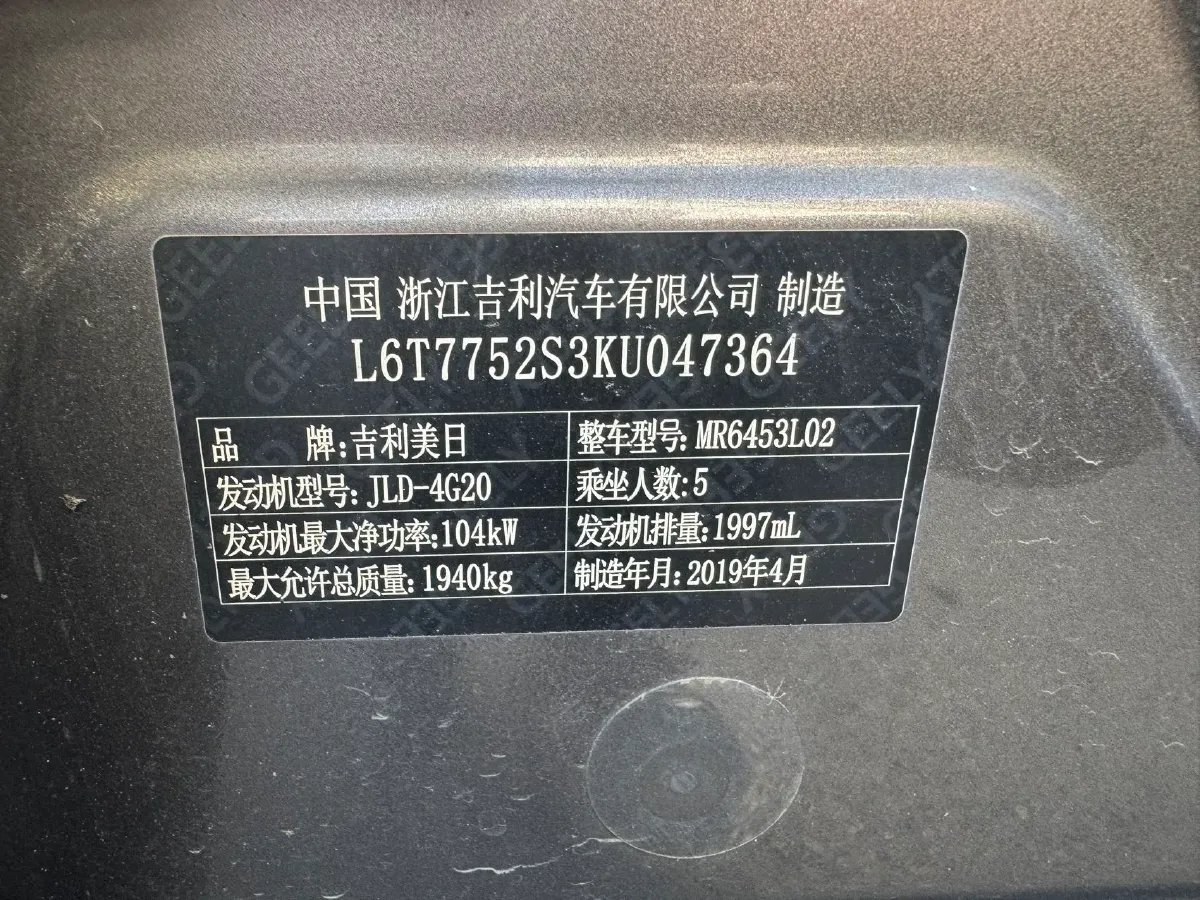 中国 浙江吉利汽车有限公司 制造
L6T7752S3KU047364
品 牌:吉利美日 整车型号:MR6453L02
发动机型号:JLD-4G20 乘坐人数:5
发动机最大净功率:104kW 发动机排量:1997mL
最大允许总质量:1940kg 制造年月:2019年4月
GEELY